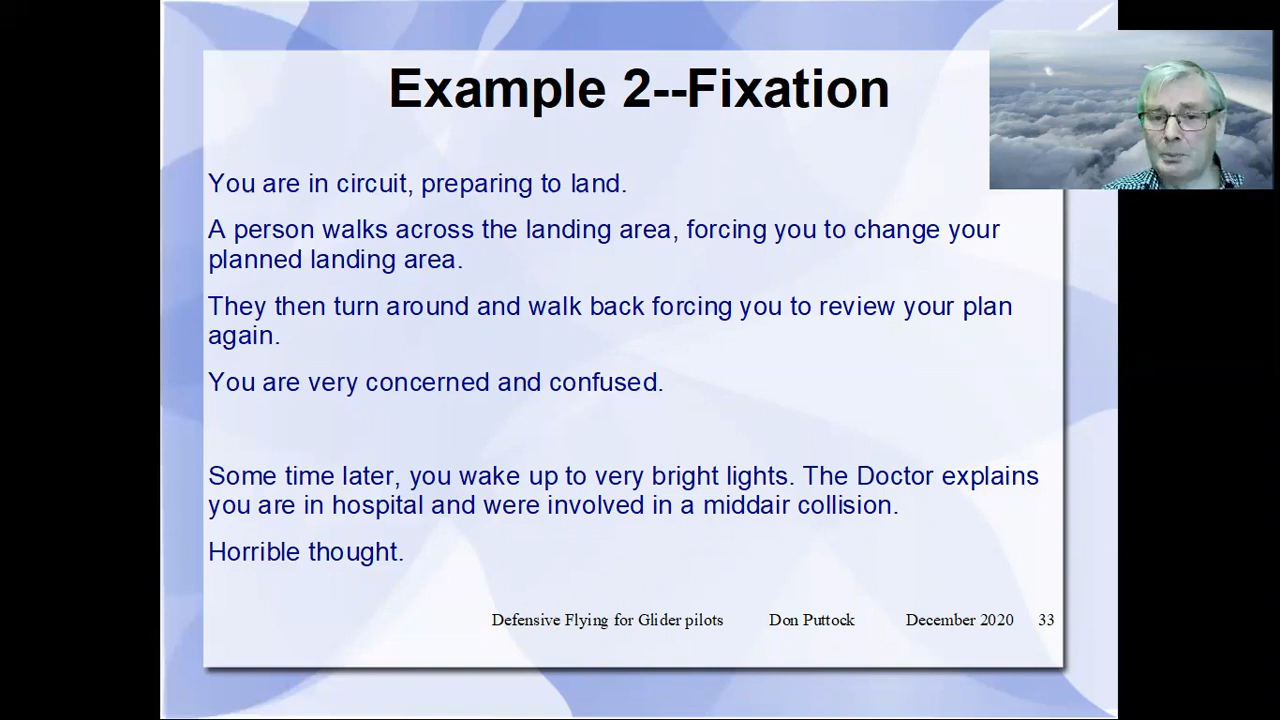 Example 2--Fixation
You are in circuit, preparing to land.
A person walks across the landing area, forcing you to change your
planned landing area.
They then turn around and walk back forcing you to review your plan
again.
You are very concerned and confused.
Some time later, you wake up to very bright lights. The Doctor explains
you are in hospital and were involved in a middair collision.
Horrible thought.
Defensive Flying for Glider pilots Don Puttock December 2020 33